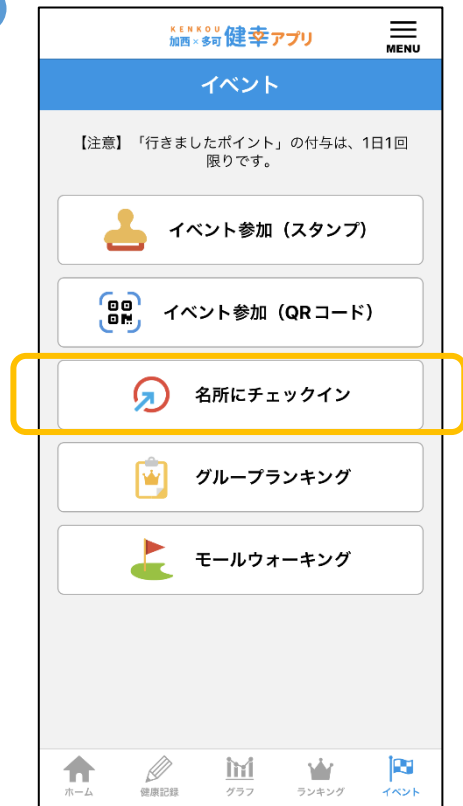 KENKOU
加西×多可 健幸アプリ
MENU
イベント
【注意】「行きましたポイント」の付与は、1日1回
限りです。
イベント参加（スタンプ）
イベント参加（QRコード）
名所にチェックイン
グループランキング
モールウォーキング
ホーム 健康記録 グラフ ランキング イベント